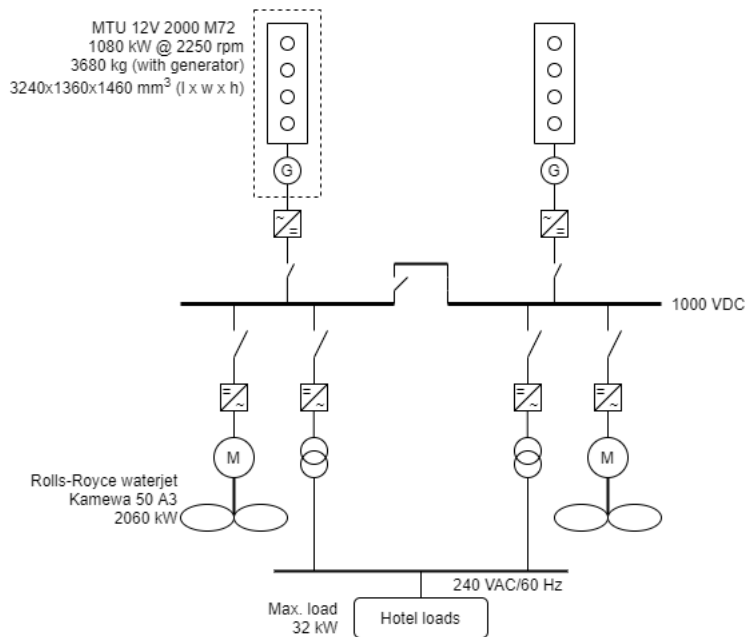 MTU 12V 2000 M72
1080 kW @ 2250 rpm
3680 kg (with generator)
3240x1360x1460 mm³ (l x w x h)
G
G
~
=
~
=
1000 VDC
=
~
=
~
=
~
=
~
M
M
Rolls-Royce waterjet
Kamewa 50 A3
2060 kW
240 VAC/60 Hz
Max. load
32 kW
Hotel loads